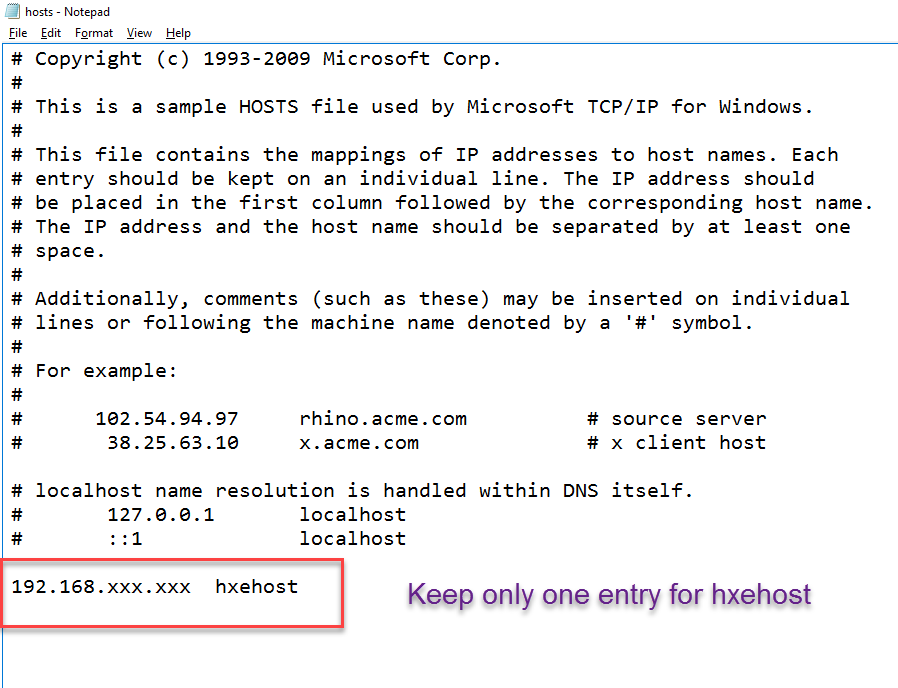 hosts - Notepad
File Edit Format View Help
# Copyright (c) 1993-2009 Microsoft Corp.
#
# This is a sample HOSTS file used by Microsoft TCP/IP for Windows.
#
# This file contains the mappings of IP addresses to host names. Each
# entry should be kept on an individual line. The IP address should
# be placed in the first column followed by the corresponding host name.
# The IP address and the host name should be separated by at least one
# space.
#
# Additionally, comments (such as these) may be inserted on individual
# lines or following the machine name denoted by a '#' symbol.
#
# For example:
#
#      102.54.94.97     rhino.acme.com          # source server
#       38.25.63.10     x.acme.com              # x client host
# localhost name resolution is handled within DNS itself.
#       127.0.0.1       localhost
#       ::1             localhost
192.168.xxx.xxx  hxehost
Keep only one entry for hxehost